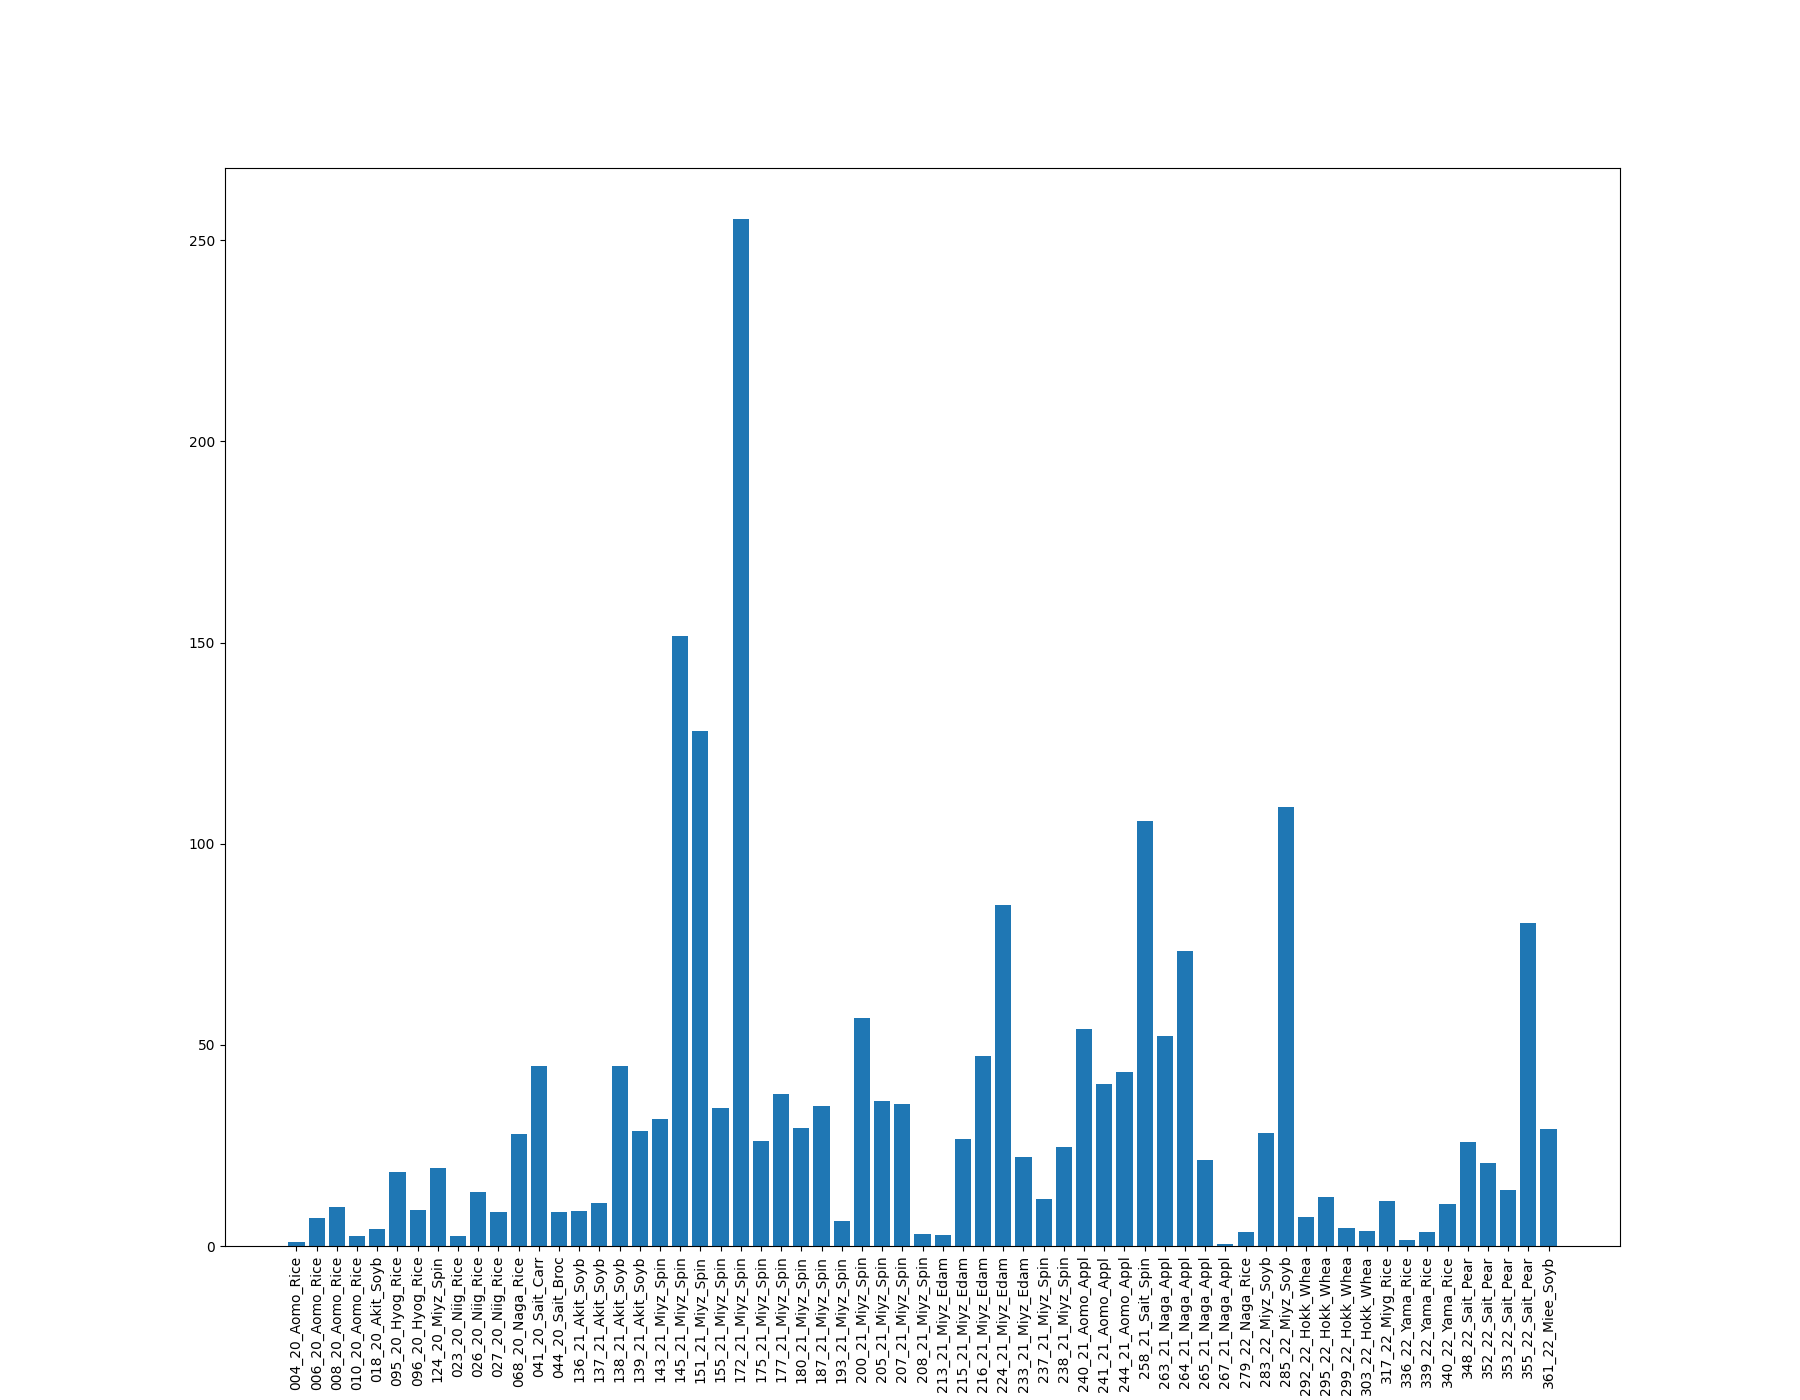 250
200
150
100
50
0
004_20_Aomo_Rice
006_20_Aomo_Rice
008_20_Aomo_Rice
010_20_Aomo_Rice
018_20_Akit_Soyb
095_20_Hyog_Rice
096_20_Hyog_Rice
124_20_Miyz_Spin
023_20_Niig_Rice
026_20_Niig_Rice
027_20_Niig_Rice
068_20_Naga_Rice
041_20_Sait_Carr
044_20_Sait_Broc
136_21_Akit_Soyb
137_21_Akit_Soyb
138_21_Akit_Soyb
139_21_Akit_Soyb
143_21_Miyz_Spin
145_21_Miyz_Spin
151_21_Miyz_Spin
155_21_Miyz_Spin
172_21_Miyz_Spin
175_21_Miyz_Spin
177_21_Miyz_Spin
180_21_Miyz_Spin
187_21_Miyz_Spin
193_21_Miyz_Spin
200_21_Miyz_Spin
205_21_Miyz_Spin
207_21_Miyz_Spin
208_21_Miyz_Spin
213_21_Miyz_Edam
215_21_Miyz_Edam
216_21_Miyz_Edam
224_21_Miyz_Edam
233_21_Miyz_Edam
237_21_Miyz_Spin
238_21_Miyz_Spin
240_21_Aomo_Appl
241_21_Aomo_Appl
244_21_Aomo_Appl
258_21_Sait_Spin
263_21_Naga_Appl
264_21_Naga_Appl
265_21_Naga_Appl
267_21_Naga_Appl
279_22_Naga_Rice
283_22_Miyz_Soyb
285_22_Miyz_Soyb
292_22_Hokk_Whea
295_22_Hokk_Whea
299_22_Hokk_Whea
303_22_Hokk_Whea
317_22_Miyg_Rice
336_22_Yama_Rice
339_22_Yama_Rice
340_22_Yama_Rice
348_22_Sait_Pear
352_22_Sait_Pear
353_22_Sait_Pear
355_22_Sait_Pear
361_22_Miee_Soyb